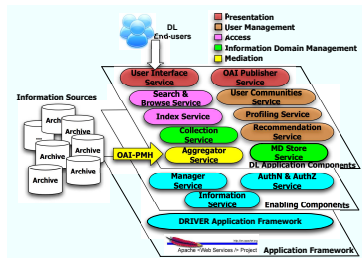 DL
End-users
Presentation
User Management
Access
Information Domain Management
Mediation
User Interface
Service
OAI Publisher
Service
Information Sources
Search &
Browse Service
User Communities
Service
Index Service
Profiling Service
Collection
Service
Recommendation
Service
Archive
Archive
Archive
Archive
Archive
Archive
OAI-PMH
Aggregator
Service
MD Store
Service
DL Application Components
Manager
Service
AuthN & AuthZ
Service
Information
Service
Enabling Components
DRIVER Application Framework
Apache <Web Services /> Project
Application Framework